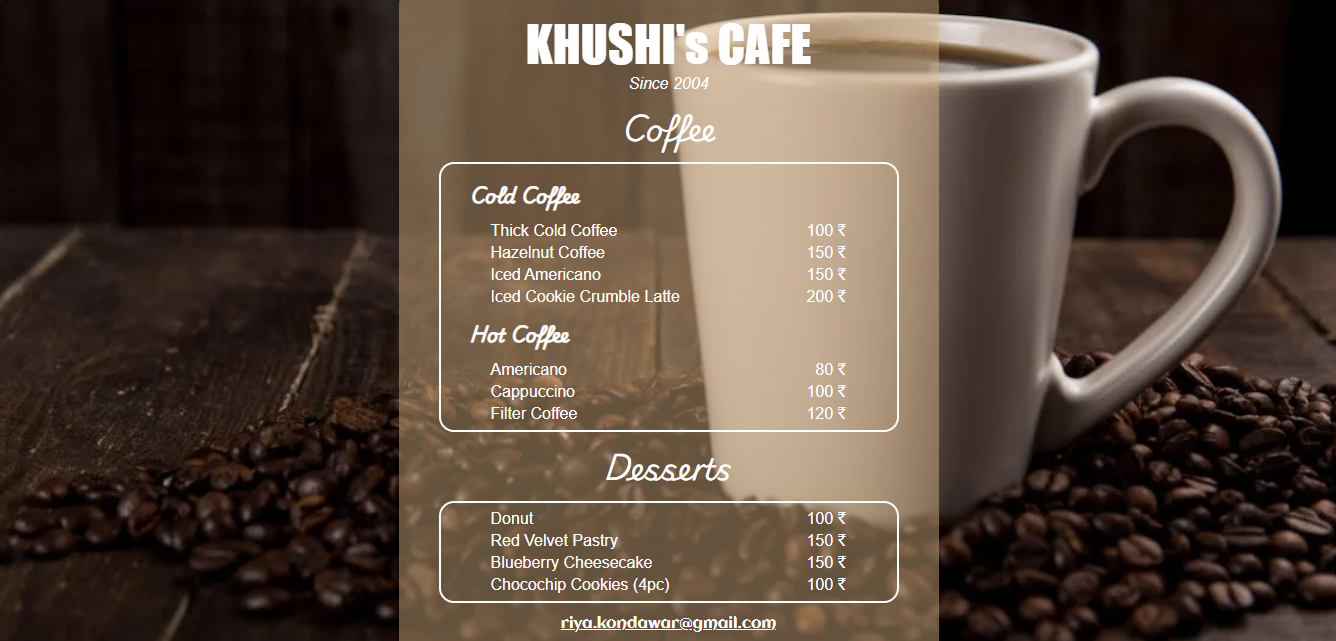 KHUSHI's CAFE
Since 2004
Coffee
Cold Coffee
Thick Cold Coffee 100 ₹
Hazelnut Coffee 150 ₹
Iced Americano 150 ₹
Iced Cookie Crumble Latte 200 ₹
Hot Coffee
Americano 80 ₹
Cappuccino 100 ₹
Filter Coffee 120 ₹
Desserts
Donut 100 ₹
Red Velvet Pastry 150 ₹
Blueberry Cheesecake 150 ₹
Chocochip Cookies (4pc) 100 ₹
riya.kondawar@gmail.com